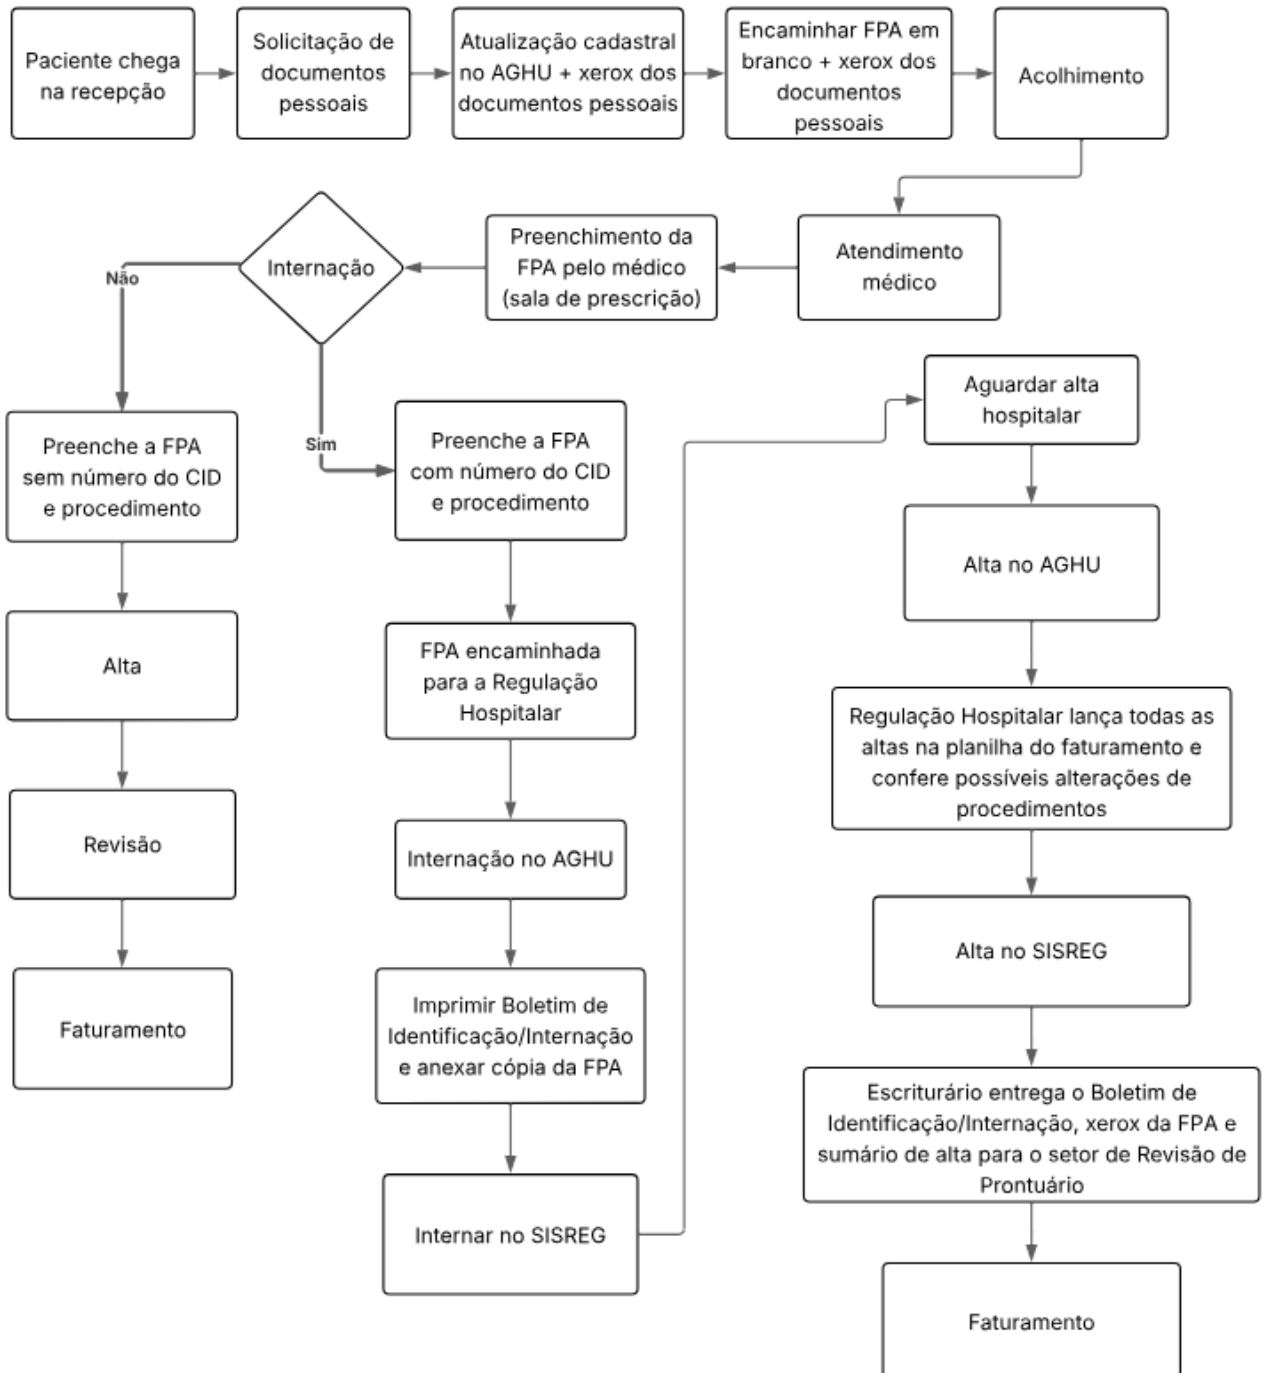 Paciente chega
na recepção
Solicitação de
documentos
pessoais
Atualização cadastral
no AGHU + xerox dos
documentos pessoais
Encaminhar FPA em
branco + xerox dos
documentos
pessoais
Acolhimento
Atendimento
médico
Preenchimento da
FPA pelo médico
(sala de prescrição)
Internação
Não
Preenche a FPA
sem número do CID
e procedimento
Alta
Revisão
Faturamento
Sim
Preenche a FPA
com número do CID
e procedimento
FPA encaminhada
para a Regulação
Hospitalar
Internação no AGHU
Imprimir Boletim de
Identificação/Internação
e anexar cópia da FPA
Internar no SISREG
Aguardar alta
hospitalar
Alta no AGHU
Regulação Hospitalar lança todas as
altas na planilha do faturamento e
confere possíveis alterações de
procedimentos
Alta no SISREG
Escriturário entrega o Boletim de
Identificação/Internação, xerox da FPA e
sumário de alta para o setor de Revisão de
Prontuário
Faturamento